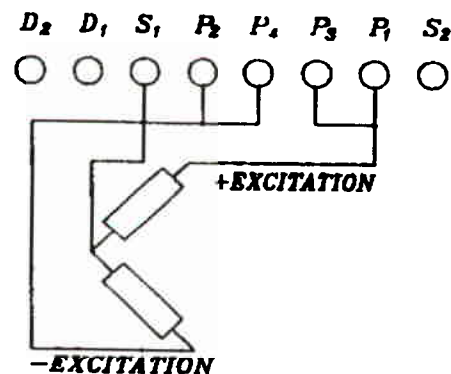 D₂ D₁ S₁ P₂ P₄ P₃ P₁ S₂
+EXCITATION
−EXCITATION